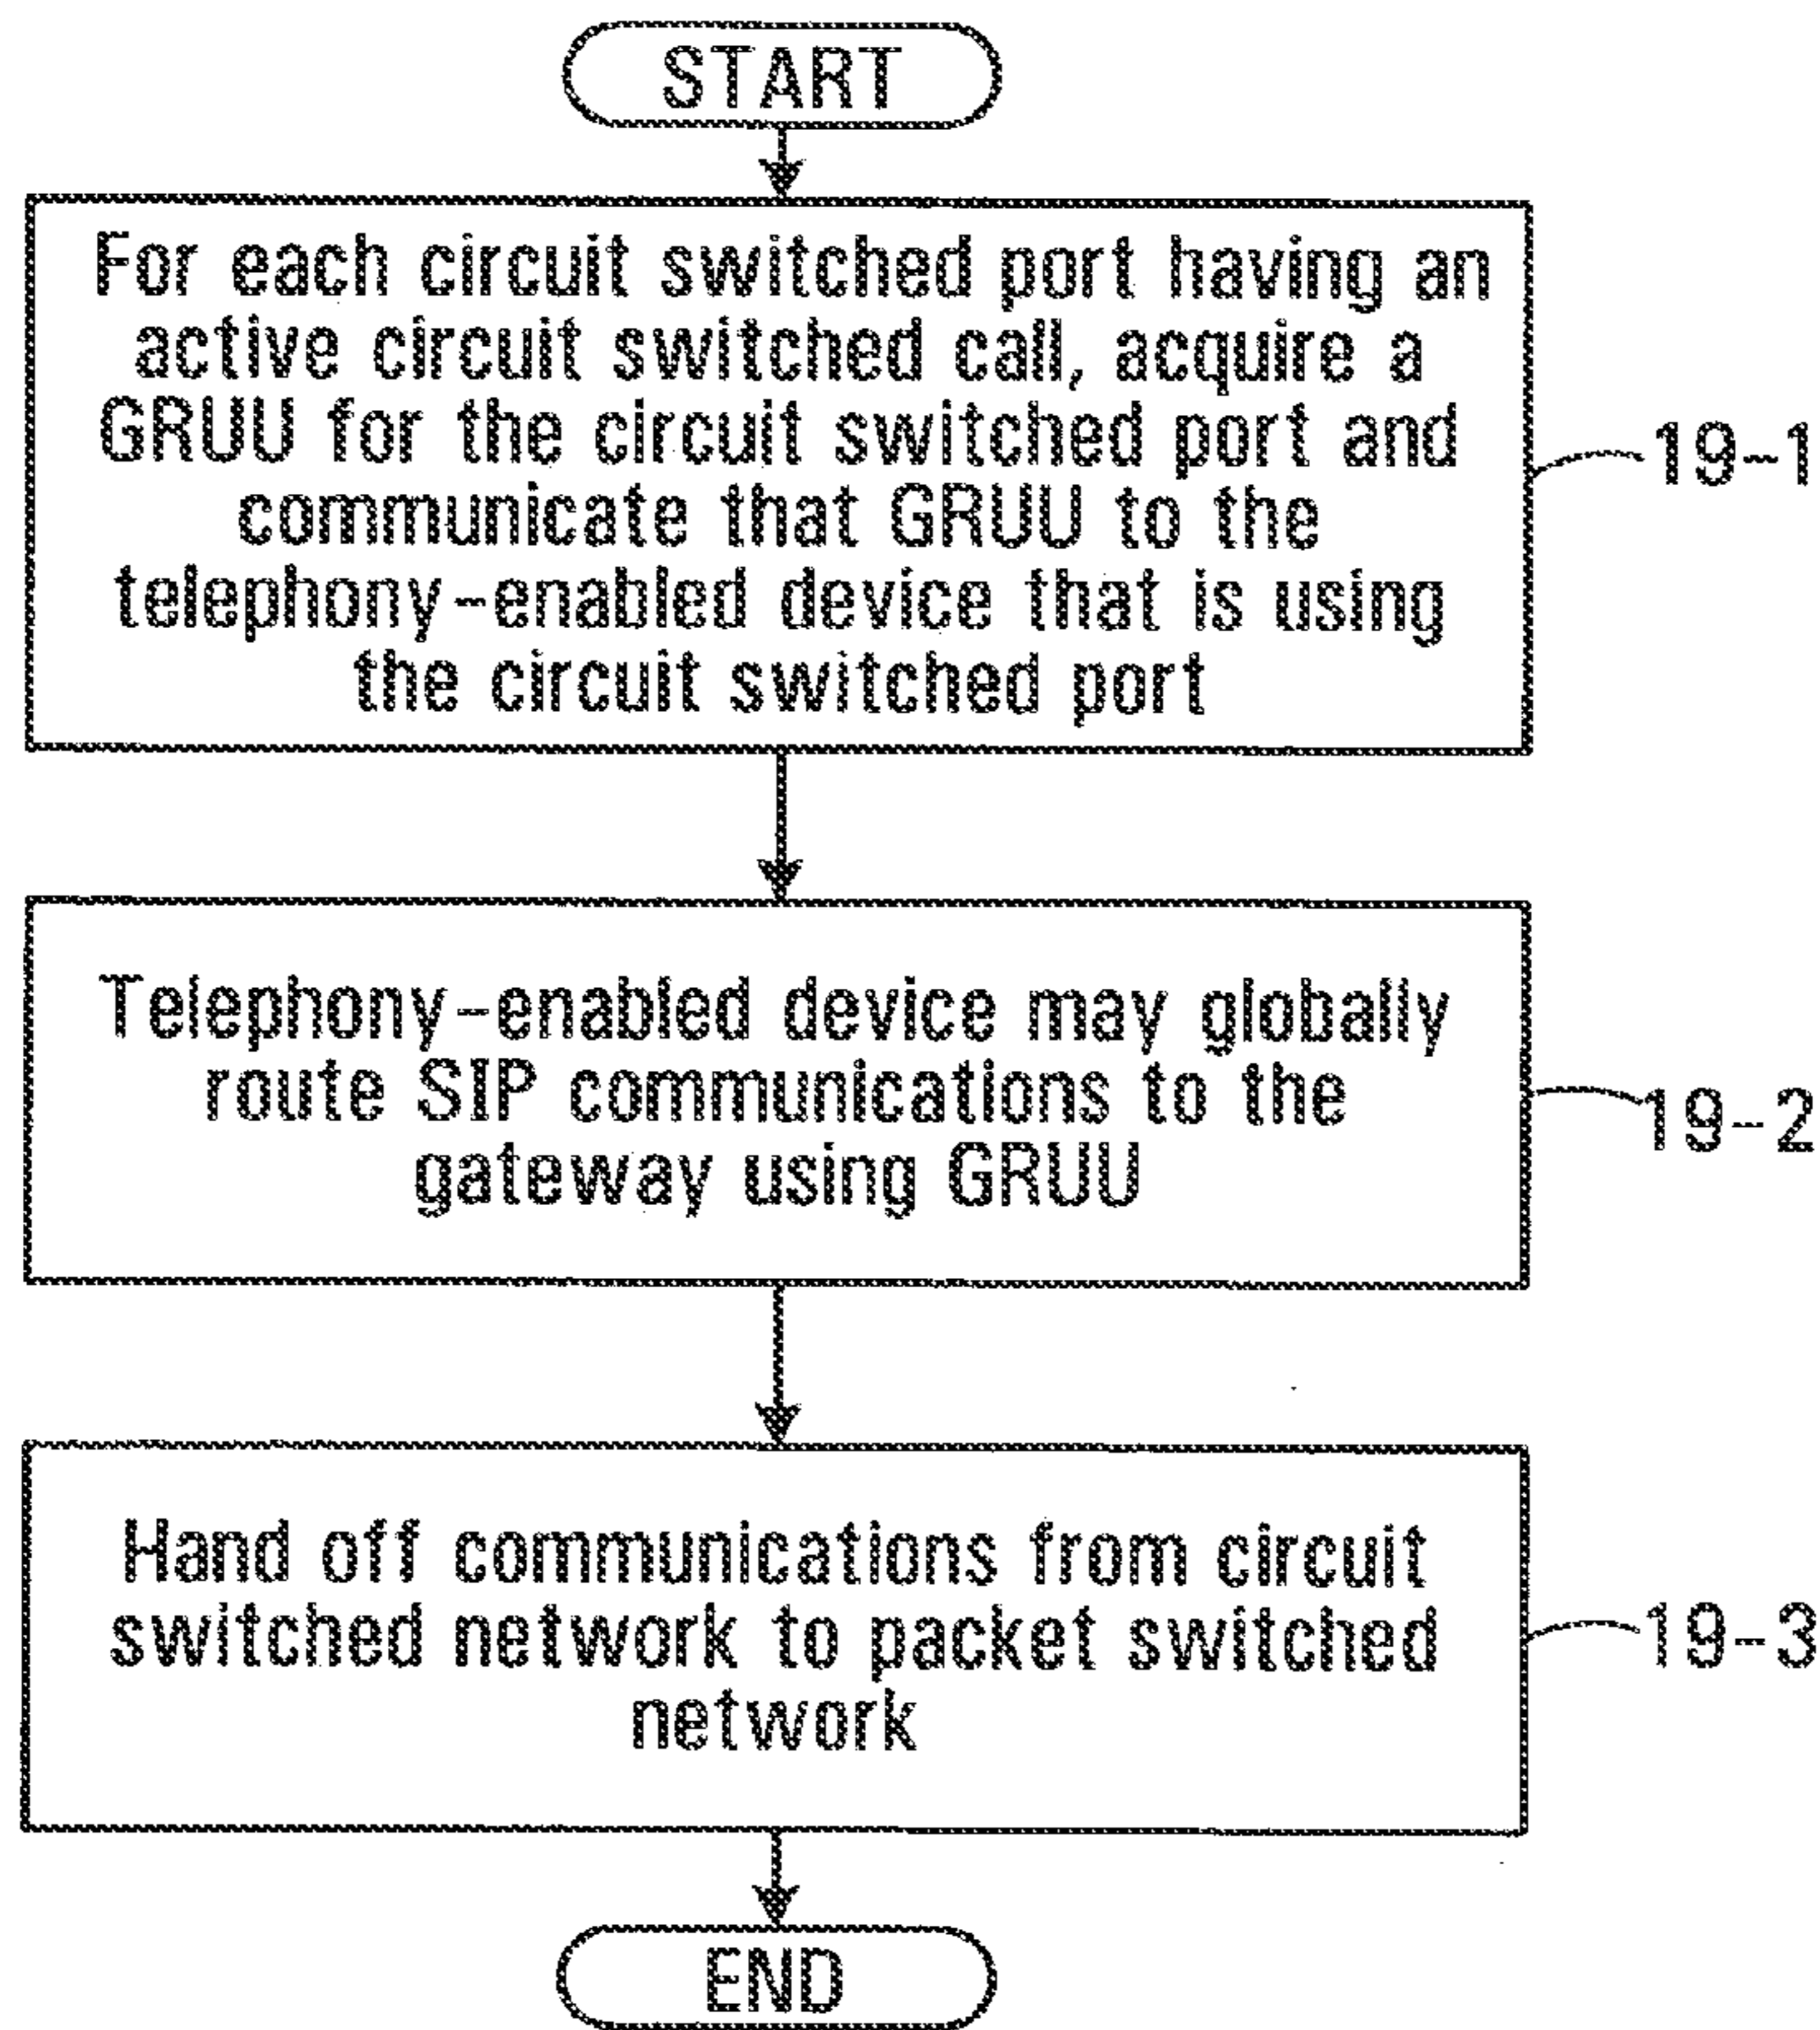 START
For each circuit switched port having an
active circuit switched call, acquire a
GRUU for the circuit switched port and
communicate that GRUU to the
telephony-enabled device that is using
the circuit switched port
19-1
Telephony-enabled device may globally
route SIP communications to the
gateway using GRUU
19-2
Hand off communications from circuit
switched network to packet switched
network
19-3
END